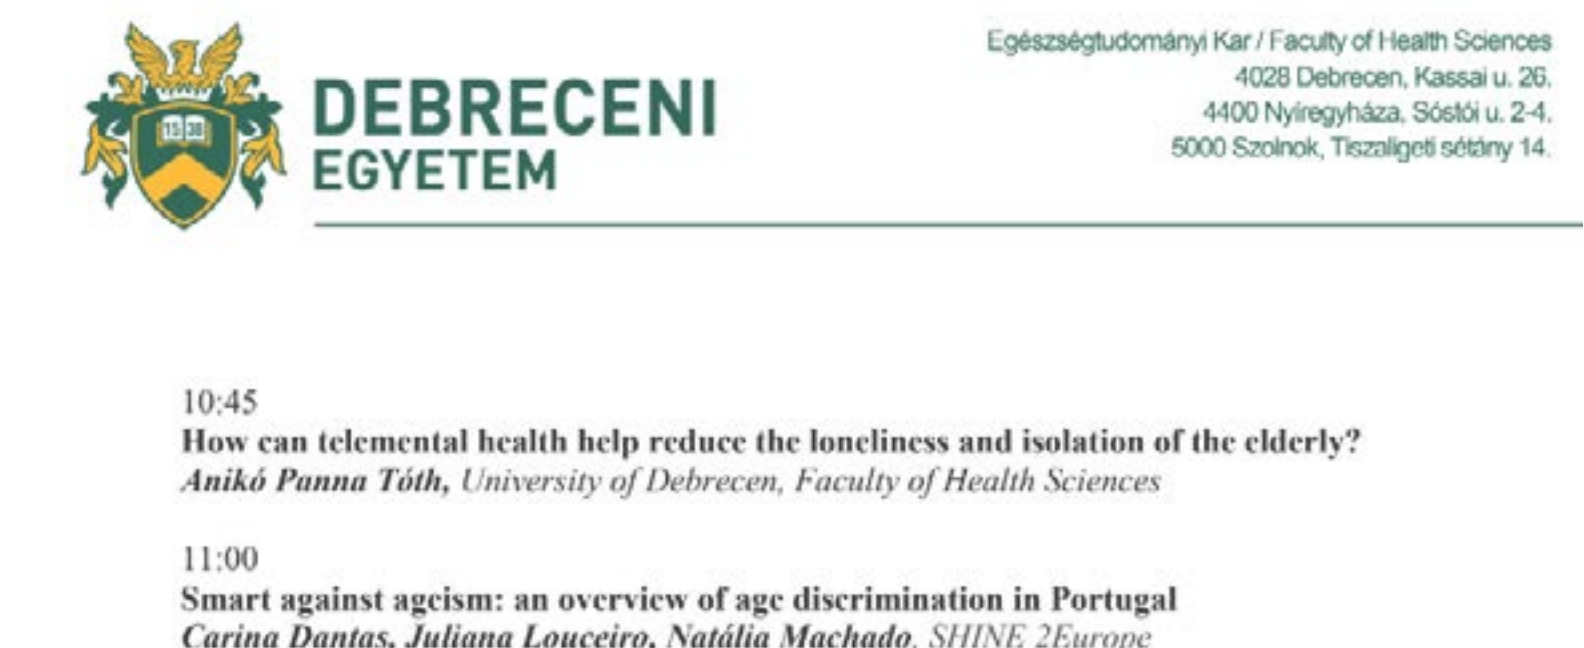 15 38
DEBRECENI
EGYETEM
Egészségtudományi Kar / Faculty of Health Sciences
4028 Debrecen, Kassai u. 26.
4400 Nyíregyháza, Sóstói u. 2-4.
5000 Szolnok, Tiszaligeti sétány 14.
10:45
How can telemental health help reduce the loneliness and isolation of the elderly?
Anikó Panna Tóth, University of Debrecen, Faculty of Health Sciences
11:00
Smart against ageism: an overview of age discrimination in Portugal
Carina Dantas, Juliana Louceiro, Natália Machado, SHINE 2Europe